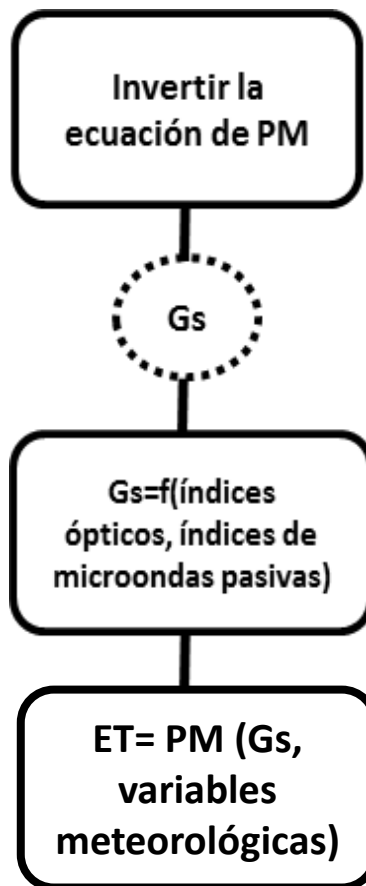 Invertir la
ecuación de PM
Gs
Gs=f(índices
ópticos, índices de
microondas pasivas)
ET= PM (Gs,
variables
meteorológicas)